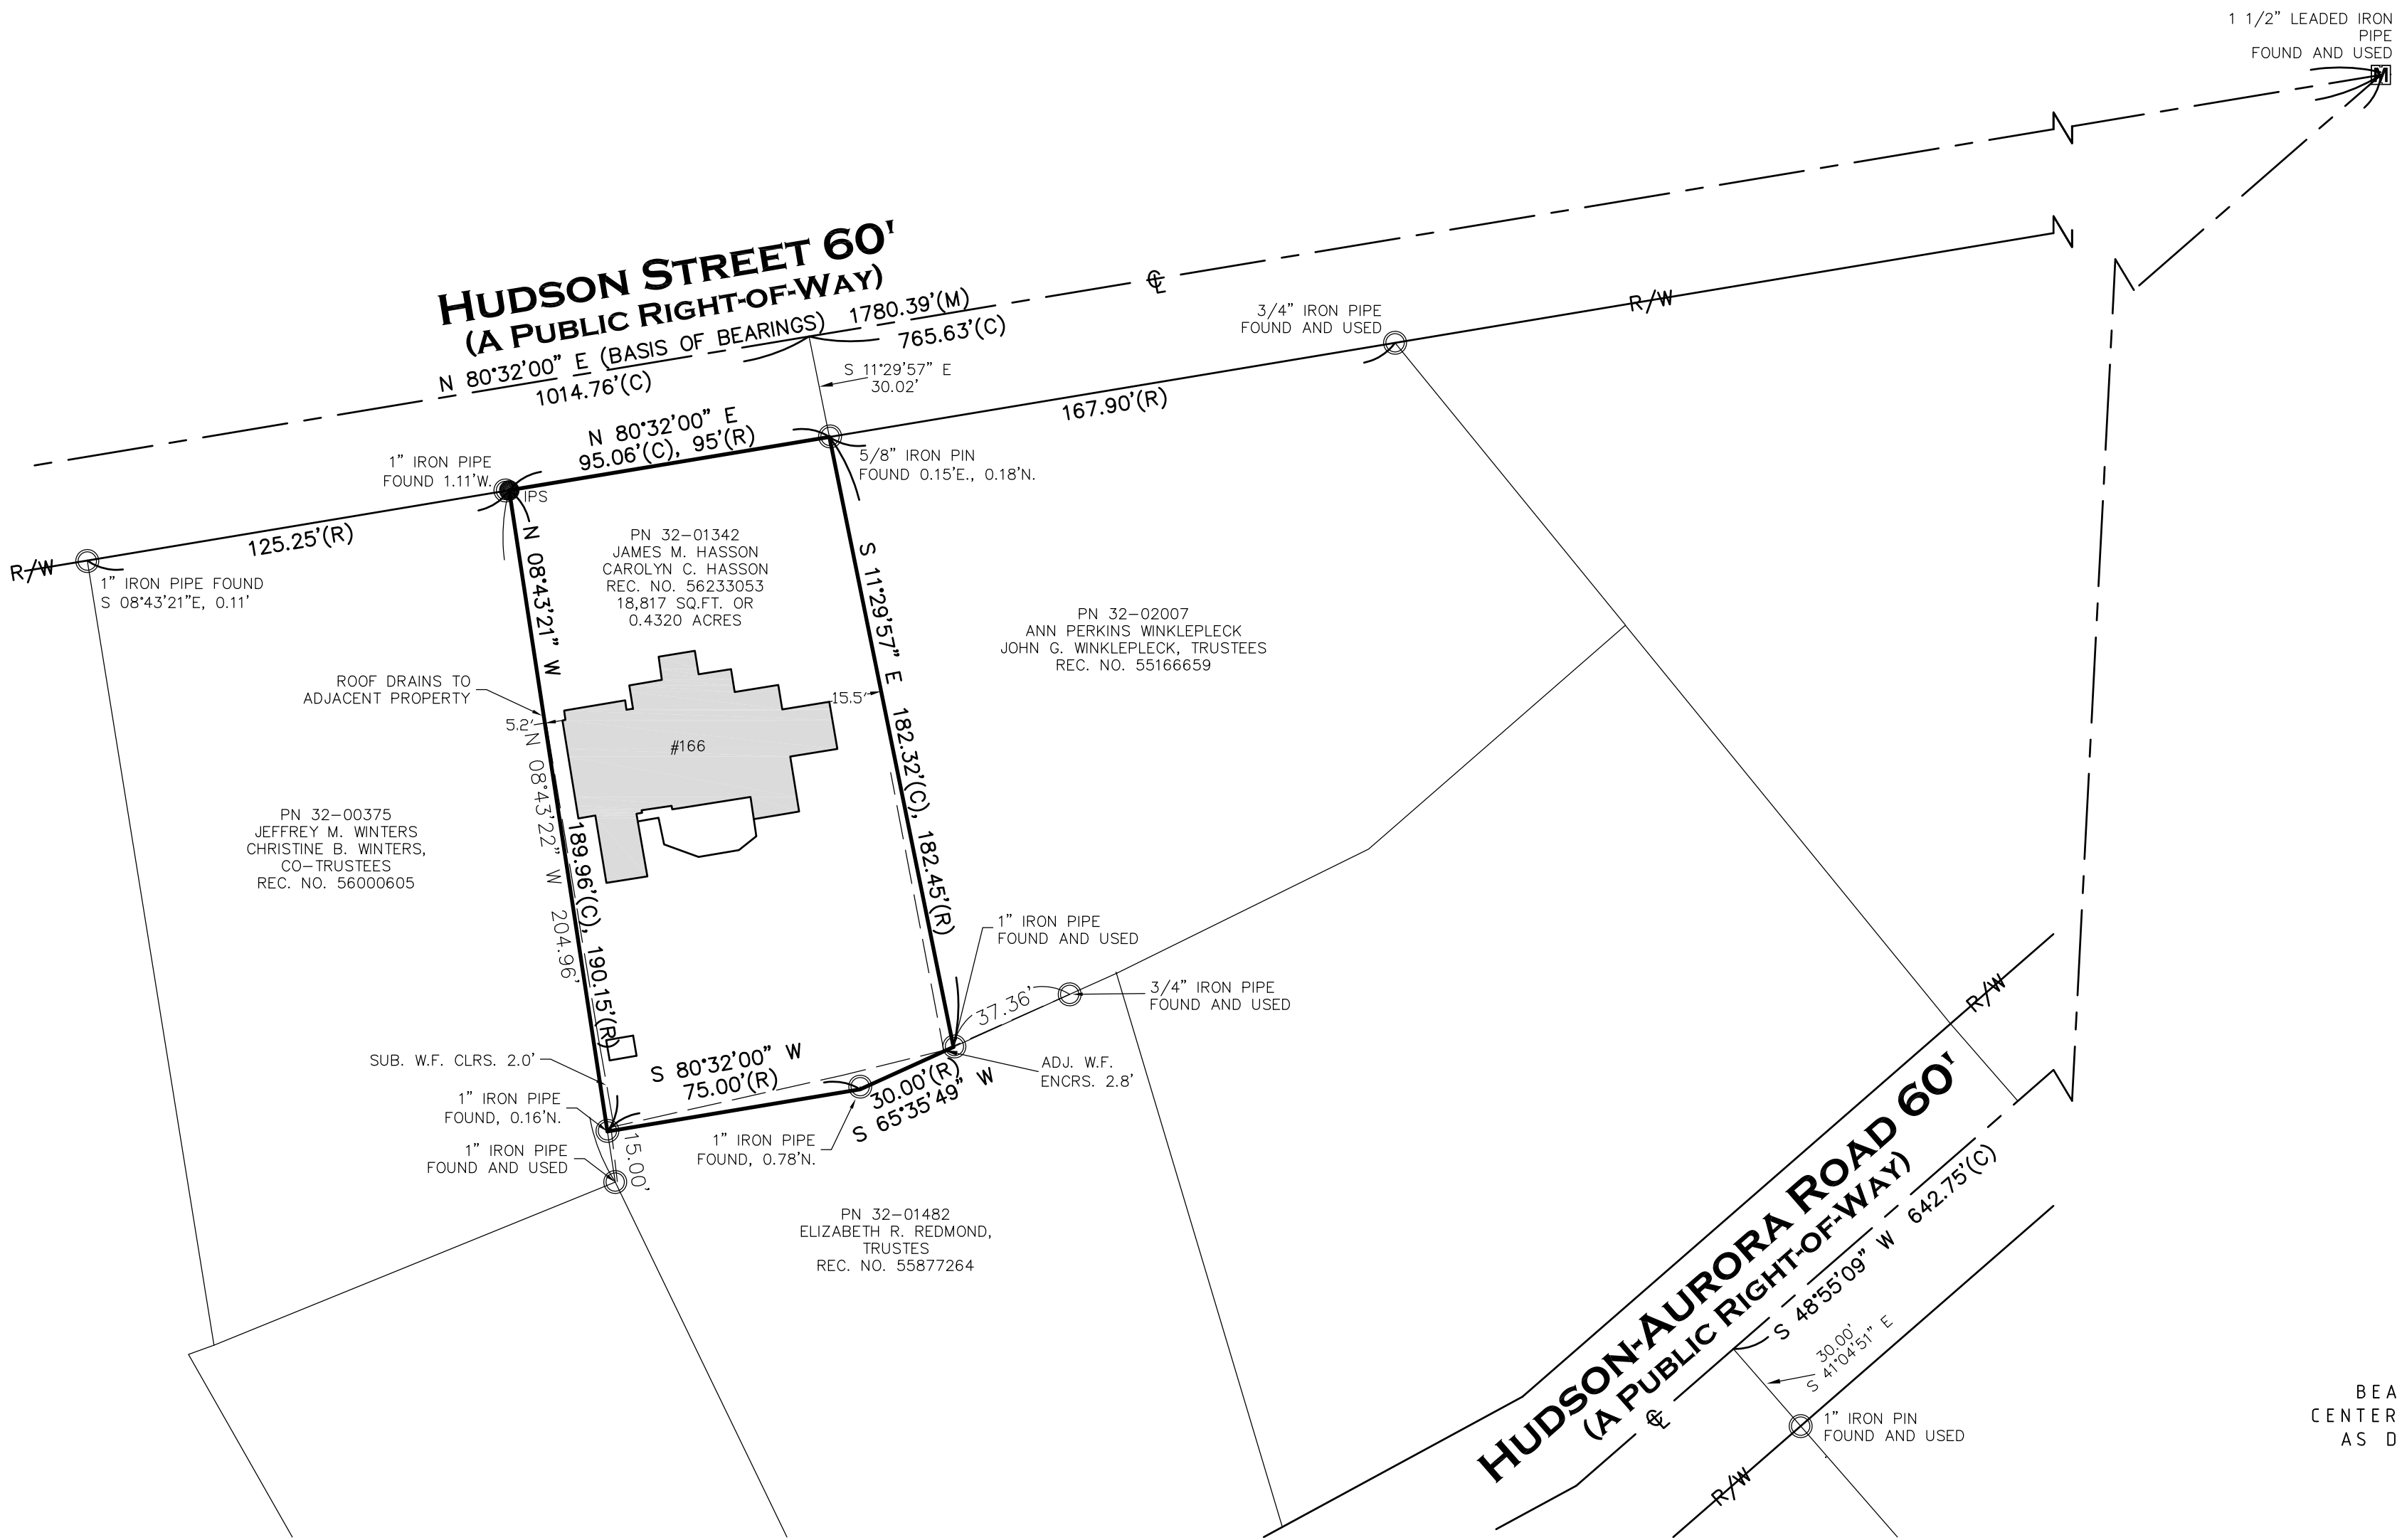 1 1/2” LEADED IRON
PIPE
FOUND AND USED
M
HUDSON STREET 60'
(A PUBLIC RIGHT-OF-WAY)
N 80°32'00” E (BASIS OF BEARINGS) 1780.39'(M)
1014.76'(C)
765.63'(C)
S 11°29'57” E
30.02'
℄
3/4” IRON PIPE
FOUND AND USED
R/W
167.90'(R)
N 80°32'00” E
95.06'(C), 95'(R)
1” IRON PIPE
FOUND 1.11'W.
IPS
5/8” IRON PIN
FOUND 0.15'E., 0.18'N.
125.25'(R)
R/W
1” IRON PIPE FOUND
S 08°43'21”E, 0.11'
PN 32-01342
JAMES M. HASSON
CAROLYN C. HASSON
REC. NO. 56233053
18,817 SQ.FT. OR
0.4320 ACRES
N 08°43'21” W 189.96'(C), 190.15'(R)
S 11°29'57” E 182.32'(C), 182.45'(R)
PN 32-02007
ANN PERKINS WINKLEPLECK
JOHN G. WINKLEPLECK, TRUSTEES
REC. NO. 55166659
ROOF DRAINS TO
ADJACENT PROPERTY
5.2'
15.5'
#166
N 08°43'22” W 204.96'
PN 32-00375
JEFFREY M. WINTERS
CHRISTINE B. WINTERS,
CO-TRUSTEES
REC. NO. 56000605
1” IRON PIPE
FOUND AND USED
37.36'
3/4” IRON PIPE
FOUND AND USED
SUB. W.F. CLRS. 2.0'
S 80°32'00” W
75.00'(R)
30.00'(R)
S 65°35'49” W
ADJ. W.F.
ENCRS. 2.8'
1” IRON PIPE
FOUND, 0.16'N.
1” IRON PIPE
FOUND AND USED
15.00'
1” IRON PIPE
FOUND, 0.78'N.
PN 32-01482
ELIZABETH R. REDMOND,
TRUSTES
REC. NO. 55877264
R/W
HUDSON-AURORA ROAD 60'
(A PUBLIC RIGHT-OF-WAY)
S 48°55'09” W 642.75'(C)
30.00'
S 41°04'51” E
℄
1” IRON PIN
FOUND AND USED
R/W
BEA
CENTER
AS D